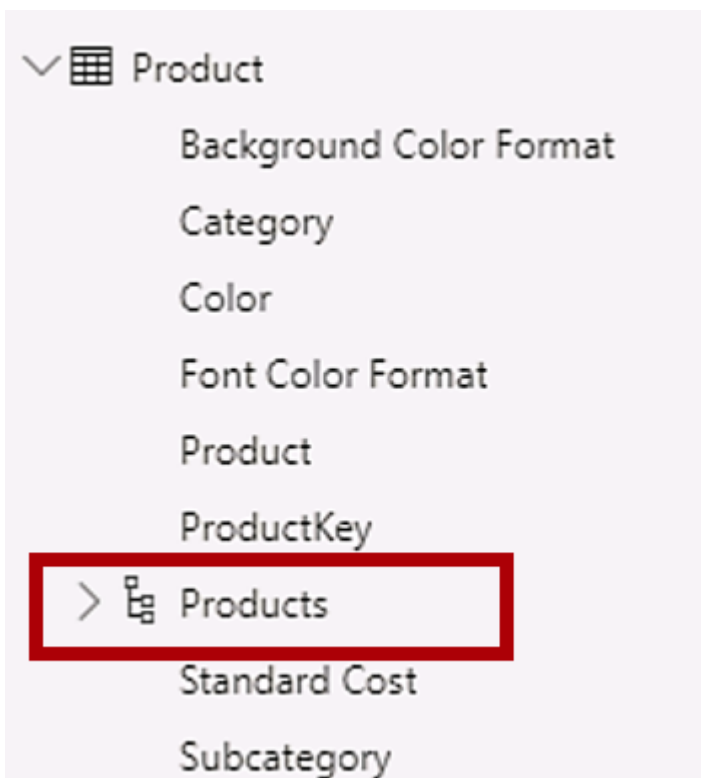 Product
Background Color Format
Category
Color
Font Color Format
Product
ProductKey
Products
Standard Cost
Subcategory